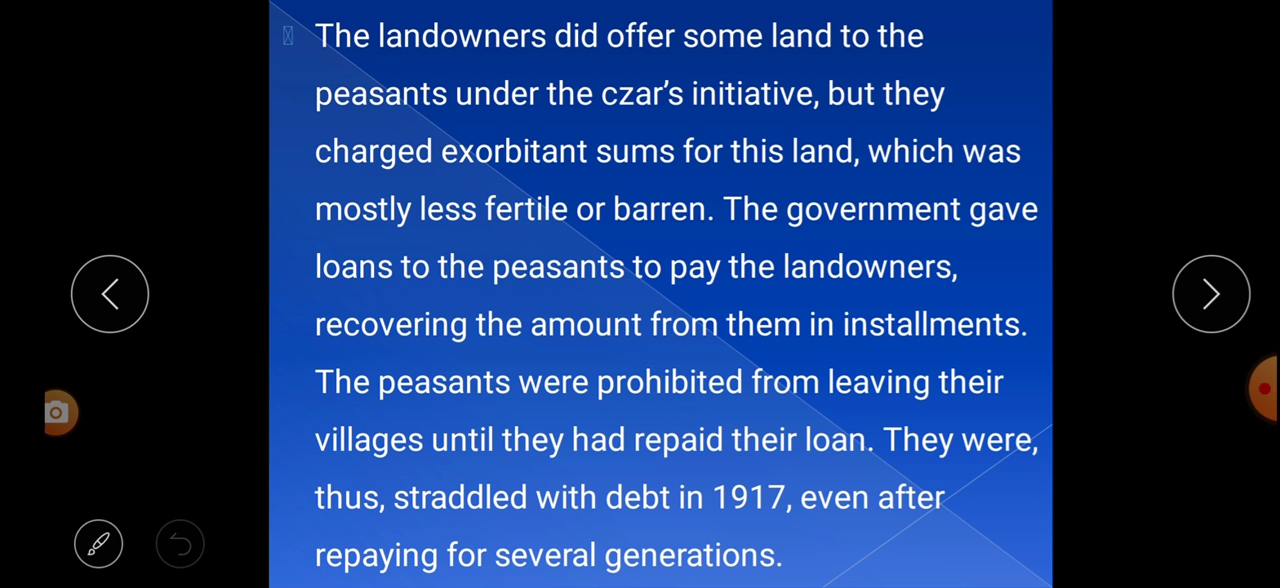 The landowners did offer some land to the
peasants under the czar’s initiative, but they
charged exorbitant sums for this land, which was
mostly less fertile or barren. The government gave
loans to the peasants to pay the landowners,
recovering the amount from them in installments.
The peasants were prohibited from leaving their
villages until they had repaid their loan. They were,
thus, straddled with debt in 1917, even after
repaying for several generations.